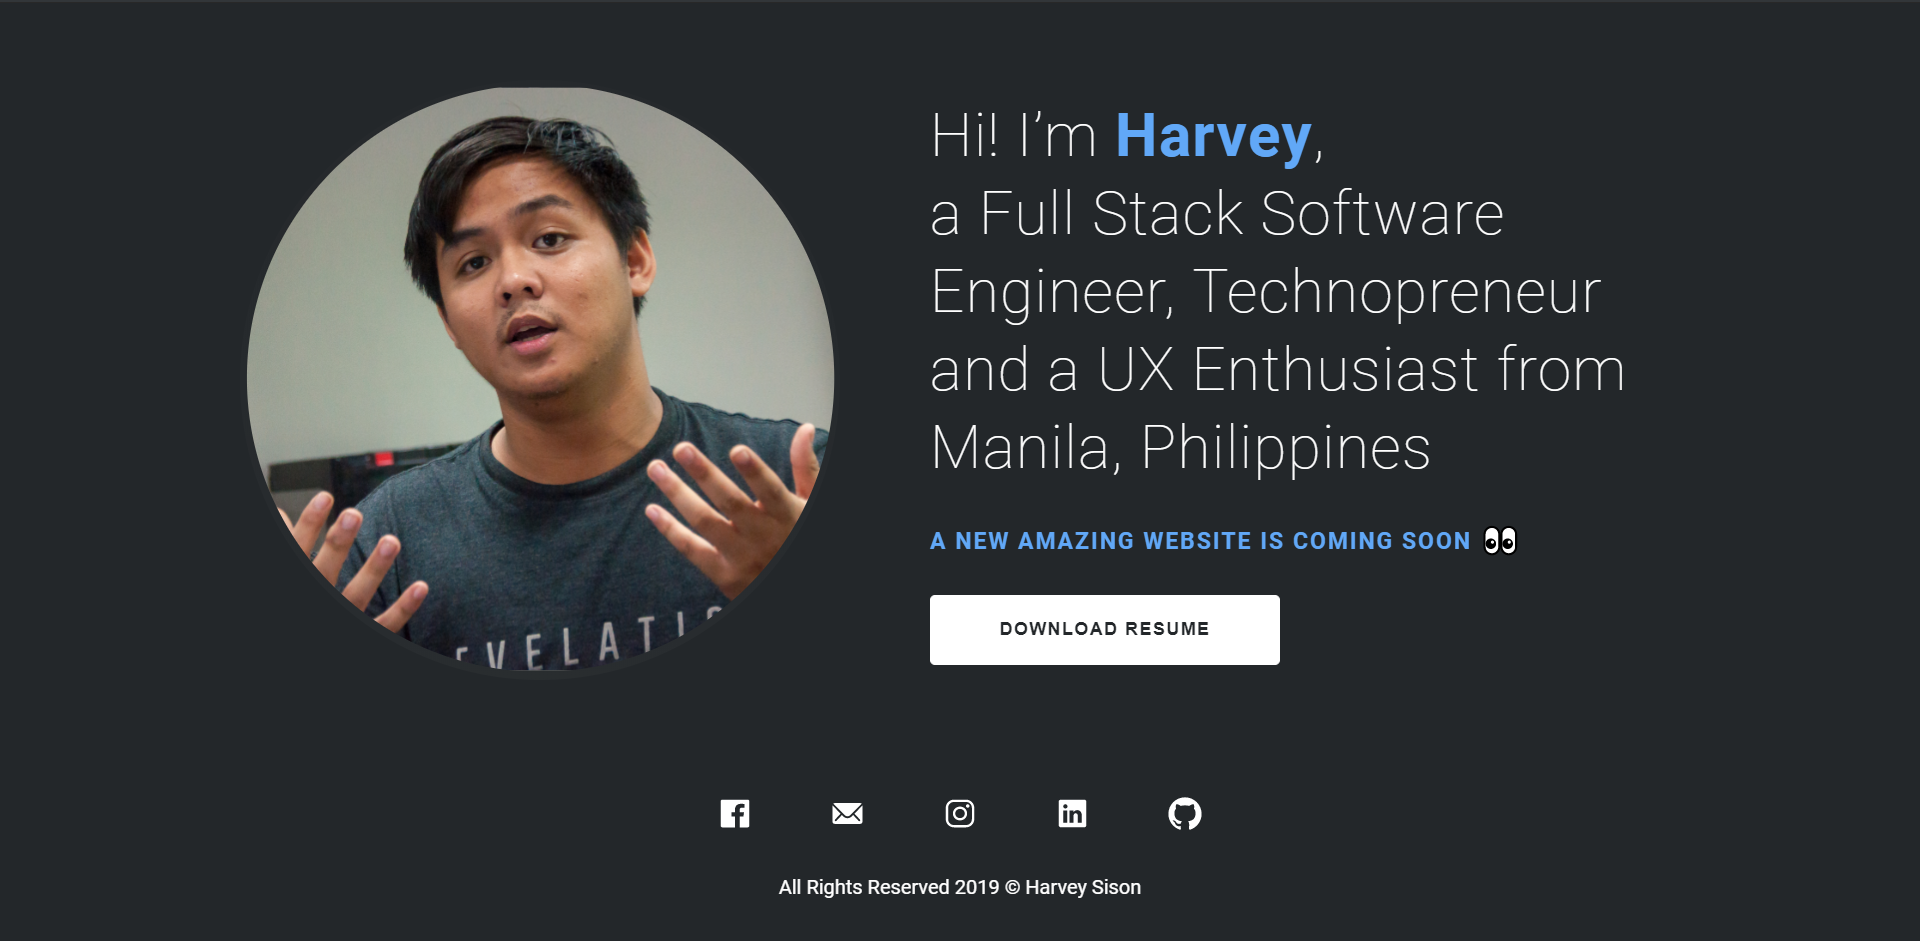 Hi! I’m Harvey,
a Full Stack Software
Engineer, Technopreneur
and a UX Enthusiast from
Manila, Philippines
A NEW AMAZING WEBSITE IS COMING SOON 👀
DOWNLOAD RESUME
EVELATI
All Rights Reserved 2019 © Harvey Sison